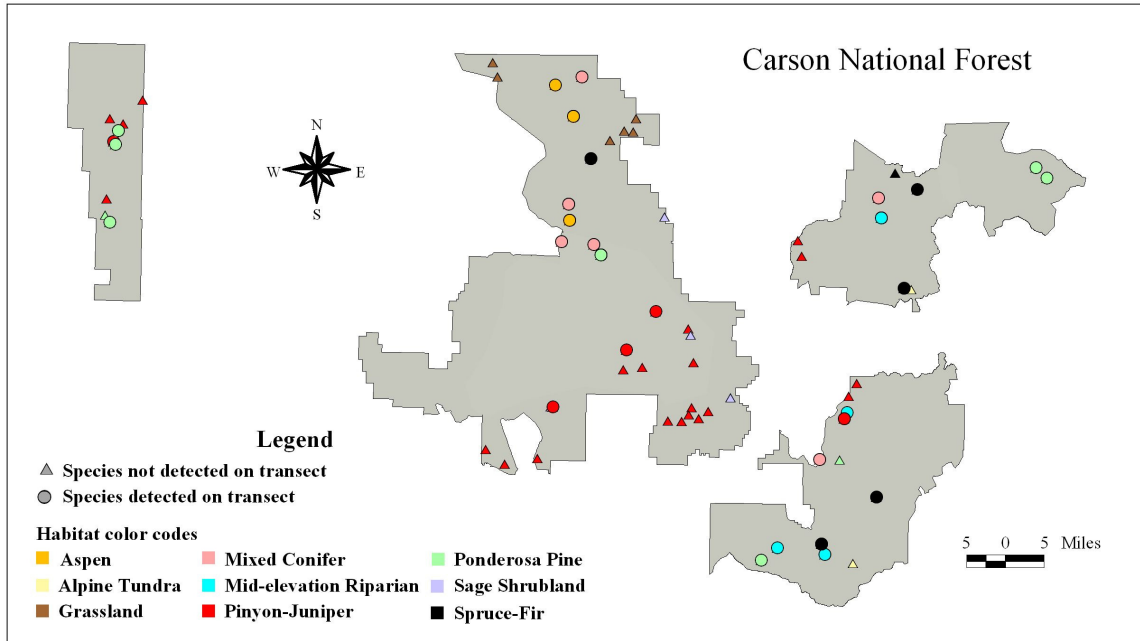 Carson National Forest
N
W E
S
Legend
Species not detected on transect
Species detected on transect
Habitat color codes
Aspen Mixed Conifer Ponderosa Pine
Alpine Tundra Mid-elevation Riparian Sage Shrubland
Grassland Pinyon-Juniper Spruce-Fir
5 0 5 Miles